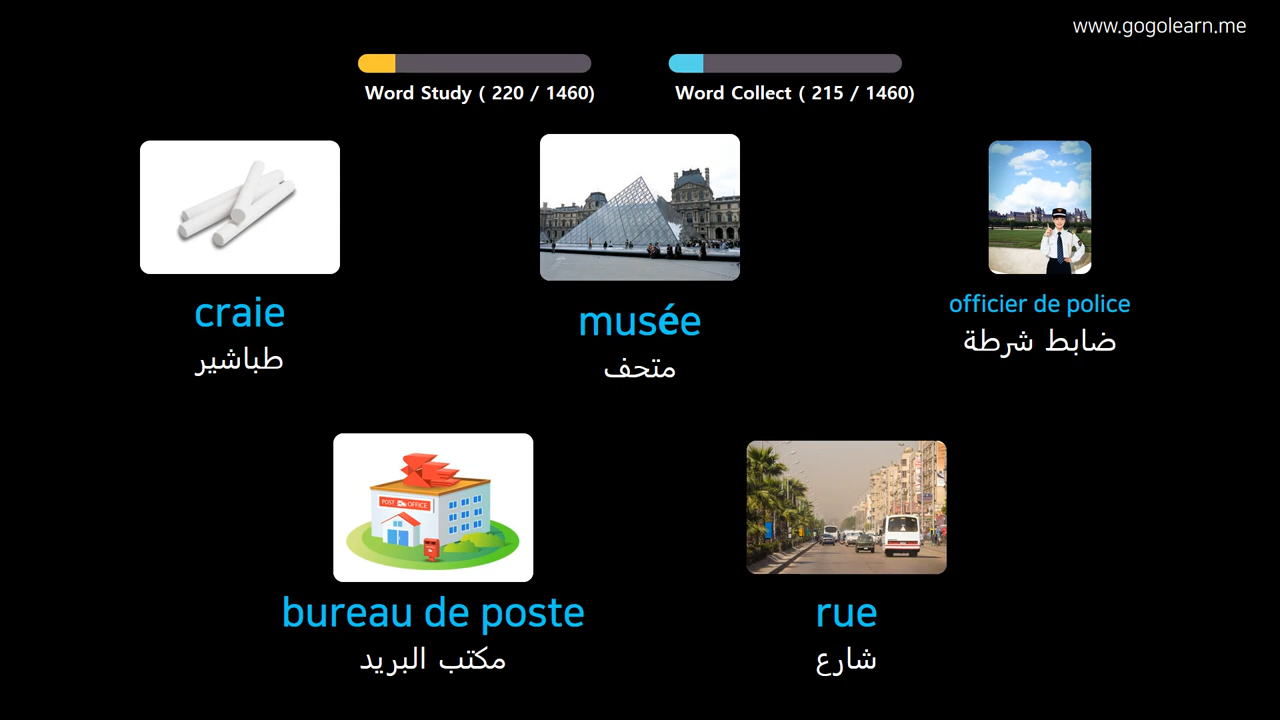 www.gogolearn.me
Word Study ( 220 / 1460)
Word Collect ( 215 / 1460)
craie
طباشير
musée
متحف
officier de police
ضابط شرطة
POST OFFICE
bureau de poste
مكتب البريد
rue
شارع